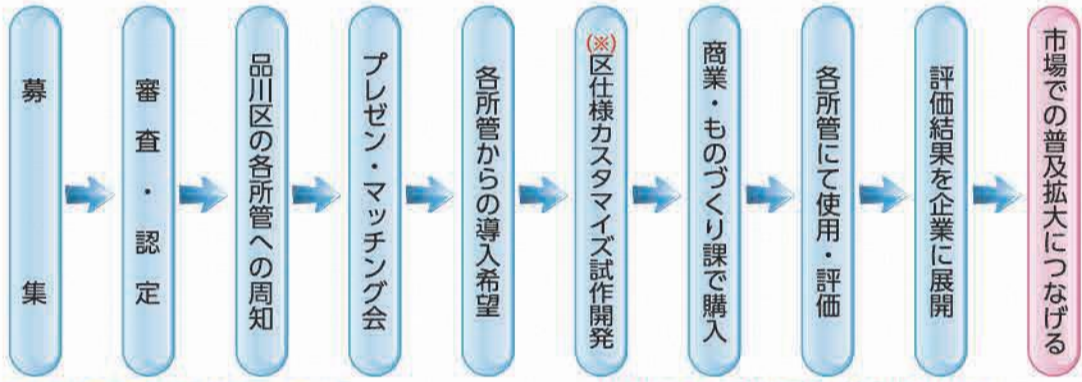 募集
審査・認定
品川区の各所管への周知
プレゼン・マッチング会
各所管からの導入希望
(※)区仕様カスタマイズ試作開発
商業・ものづくり課で購入
各所管にて使用・評価
評価結果を企業に展開
市場での普及拡大につなげる